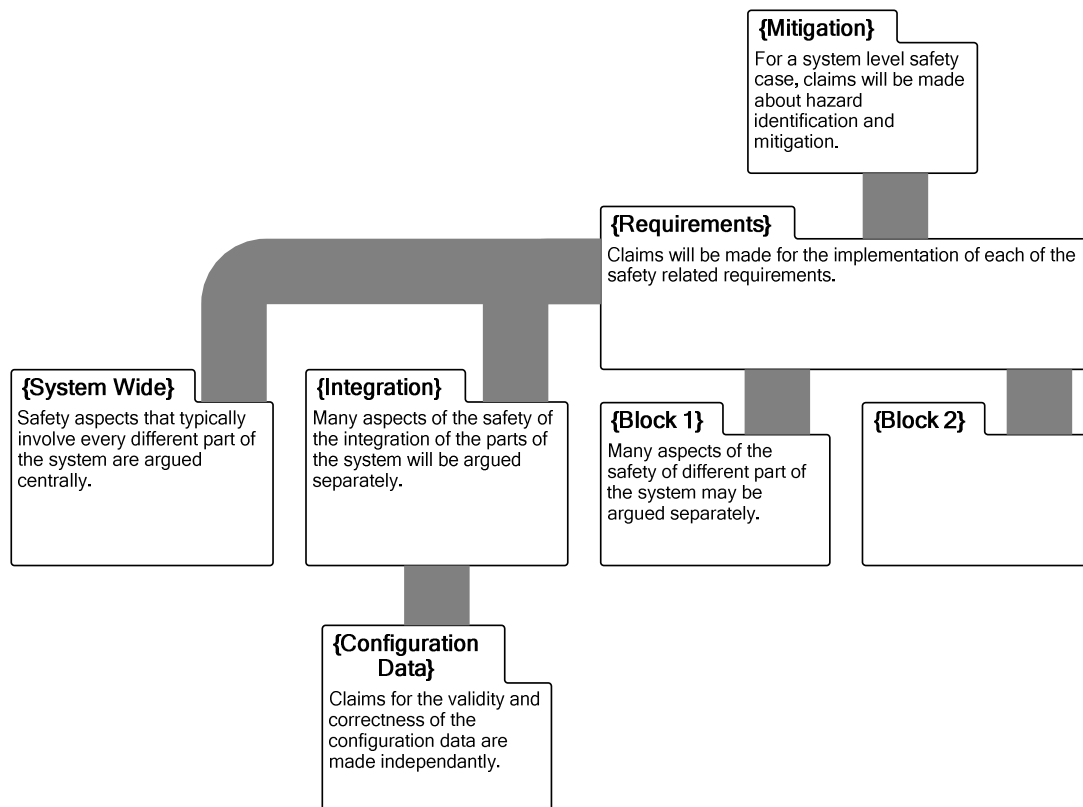 {Mitigation}
For a system level safety
case, claims will be made
about hazard
identification and
mitigation.
{Requirements}
Claims will be made for the implementation of each of the
safety related requirements.
{System Wide}
Safety aspects that typically
involve every different part of
the system are argued
centrally.
{Integration}
Many aspects of the safety of
the integration of the parts of
the system will be argued
separately.
{Block 1}
Many aspects of the
safety of different part of
the system may be
argued separately.
{Block 2}
{Configuration
Data}
Claims for the validity and
correctness of the
configuration data are
made independantly.